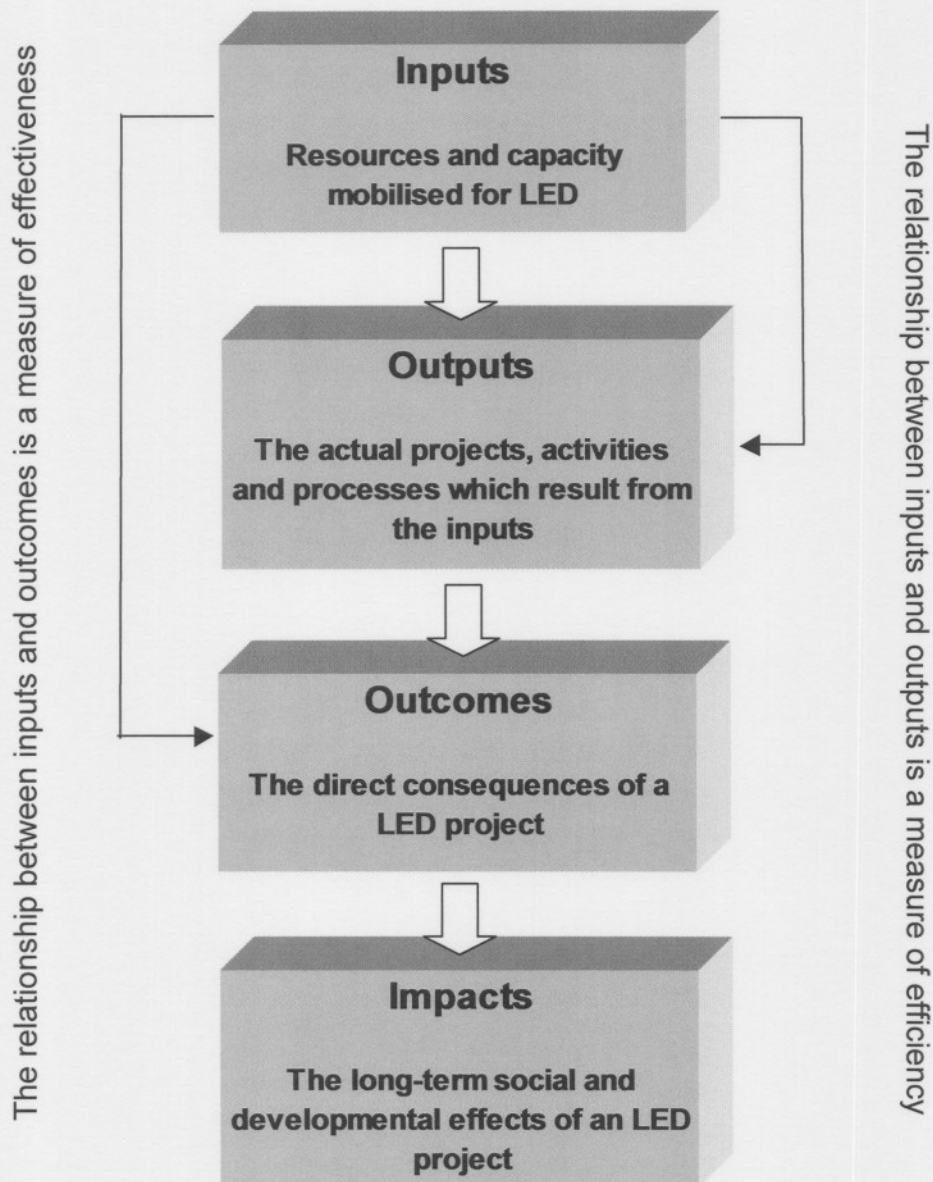 The relationship between inputs and outcomes is a measure of effectiveness
Inputs
Resources and capacity
mobilised for LED
Outputs
The actual projects, activities
and processes which result from
the inputs
Outcomes
The direct consequences of a
LED project
Impacts
The long-term social and
developmental effects of an LED
project
The relationship between inputs and outputs is a measure of efficiency